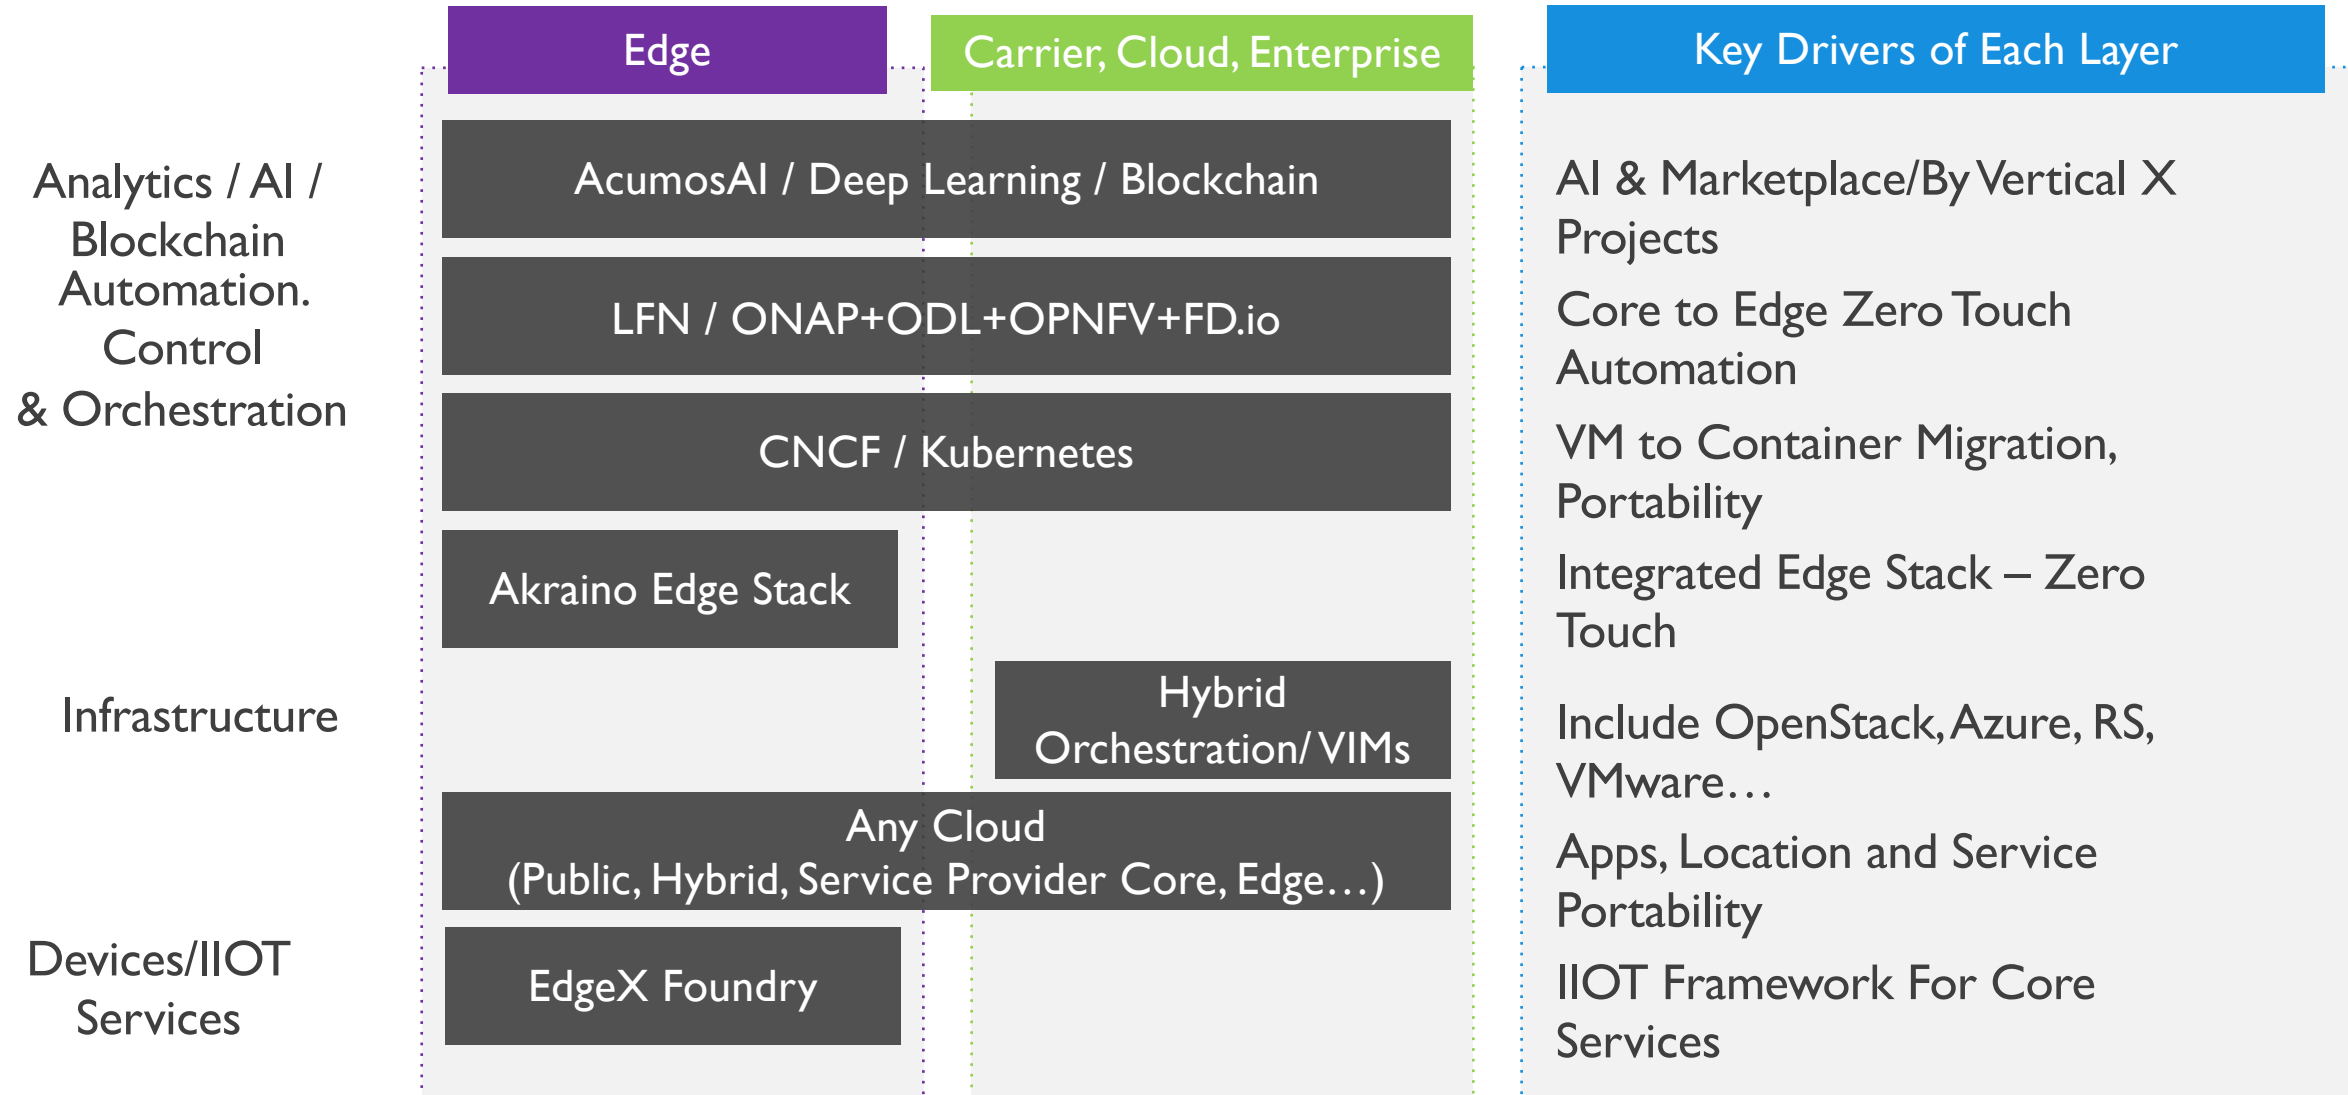 Edge
Carrier, Cloud, Enterprise
Key Drivers of Each Layer
Analytics / AI /
Blockchain
AcumosAI / Deep Learning / Blockchain
AI & Marketplace/By Vertical X
Projects
Automation.
Control
& Orchestration
LFN / ONAP+ODL+OPNFV+FD.io
Core to Edge Zero Touch
Automation
CNCF / Kubernetes
VM to Container Migration,
Portability
Akraino Edge Stack
Integrated Edge Stack – Zero
Touch
Infrastructure
Hybrid
Orchestration/ VIMs
Include OpenStack, Azure, RS,
VMware…
Any Cloud
(Public, Hybrid, Service Provider Core, Edge…)
Apps, Location and Service
Portability
Devices/IIOT
Services
EdgeX Foundry
IIOT Framework For Core
Services